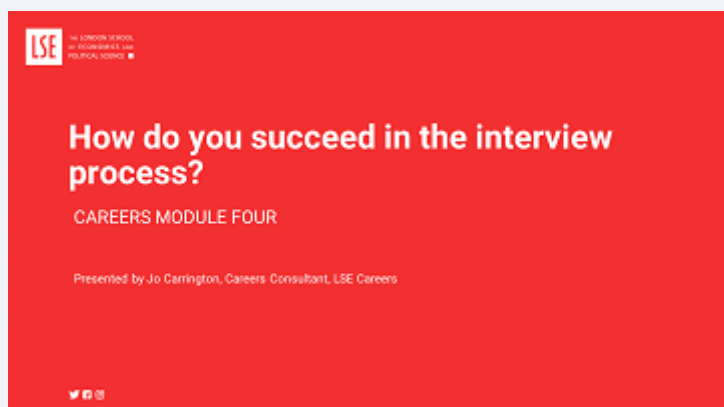 LSE
THE LONDON SCHOOL
OF ECONOMICS AND
POLITICAL SCIENCE
How do you succeed in the interview
process?
CAREERS MODULE FOUR
Presented by Jo Carrington, Careers Consultant, LSE Careers